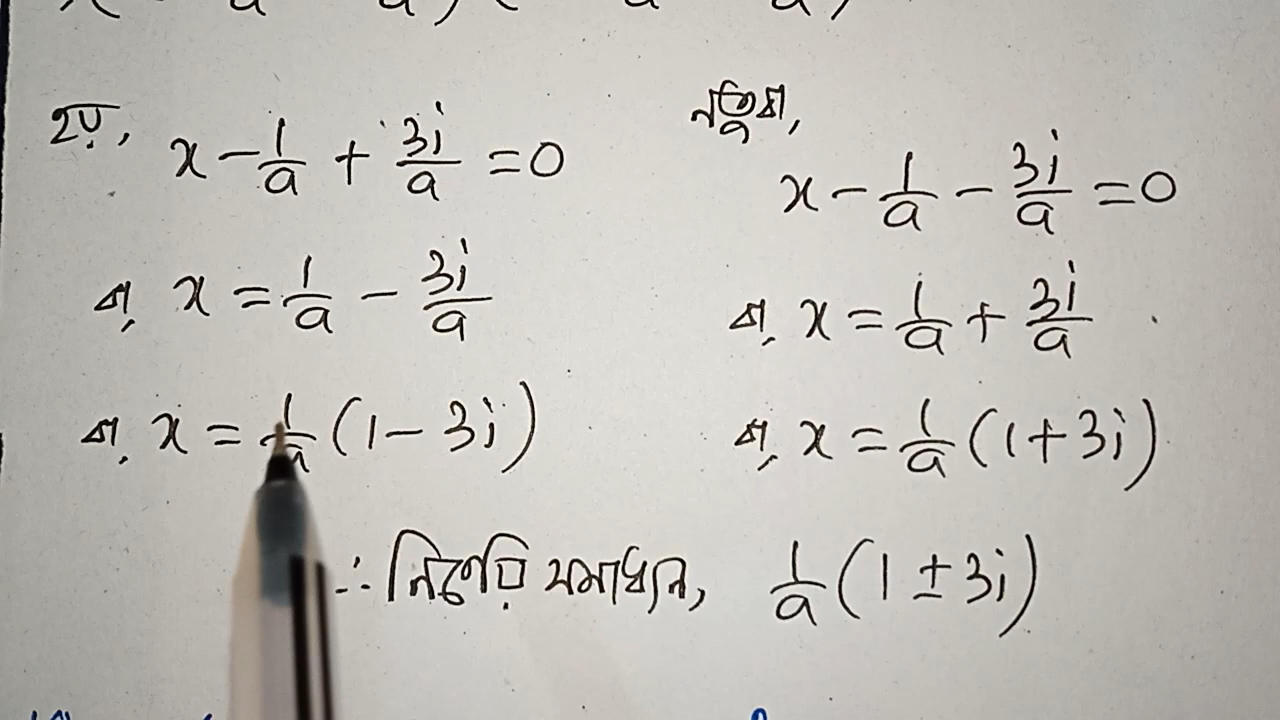 হয়, x - 1/a + 3i/a = 0
বা, x = 1/a - 3i/a
বা, x = 1/a (1 - 3i)
নতুবা,
x - 1/a - 3i/a = 0
বা, x = 1/a + 3i/a
বা, x = 1/a (1 + 3i)
∴ নির্ণেয় সমাধান, 1/a (1 ± 3i)